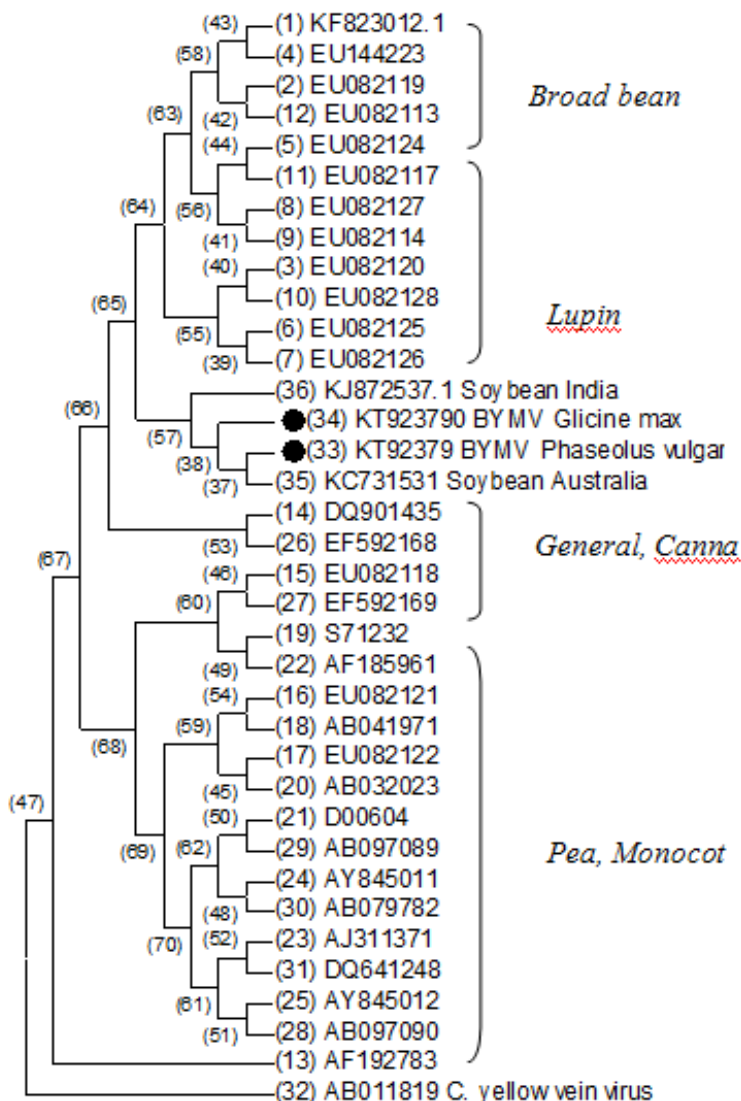 (43)
(1) KF823012.1
(58)
(4) EU144223
(2) EU082119
Broad bean
(63)
(42)
(12) EU082113
(44)
(5) EU082124
(11) EU082117
(64)
(56)
(8) EU082127
(41)
(9) EU082114
(40)
(3) EU082120
(65)
(10) EU082128
Lupin
(55)
(6) EU082125
(39)
(7) EU082126
(36) KJ872537.1 Soybean India
(66)
(34) KT923790 BYMV Glicine max
(57)
(33) KT92379 BYMV Phaseolus vulgar
(38)
(37)
(35) KC731531 Soybean Australia
(14) DQ901435
(53)
(26) EF592168
General, Canna
(67)
(46)
(15) EU082118
(60)
(27) EF592169
(19) S71232
(49)
(22) AF185961
(54)
(16) EU082121
(59)
(18) AB041971
(68)
(17) EU082122
(45)
(20) AB032023
(47)
(50)
(21) D00604
(69)
(62)
(29) AB097089
Pea, Monocot
(24) AY845011
(48)
(30) AB079782
(70)
(52)
(23) AJ311371
(31) DQ641248
(61)
(25) AY845012
(51)
(28) AB097090
(13) AF192783
(32) AB011819 C. yellow vein virus